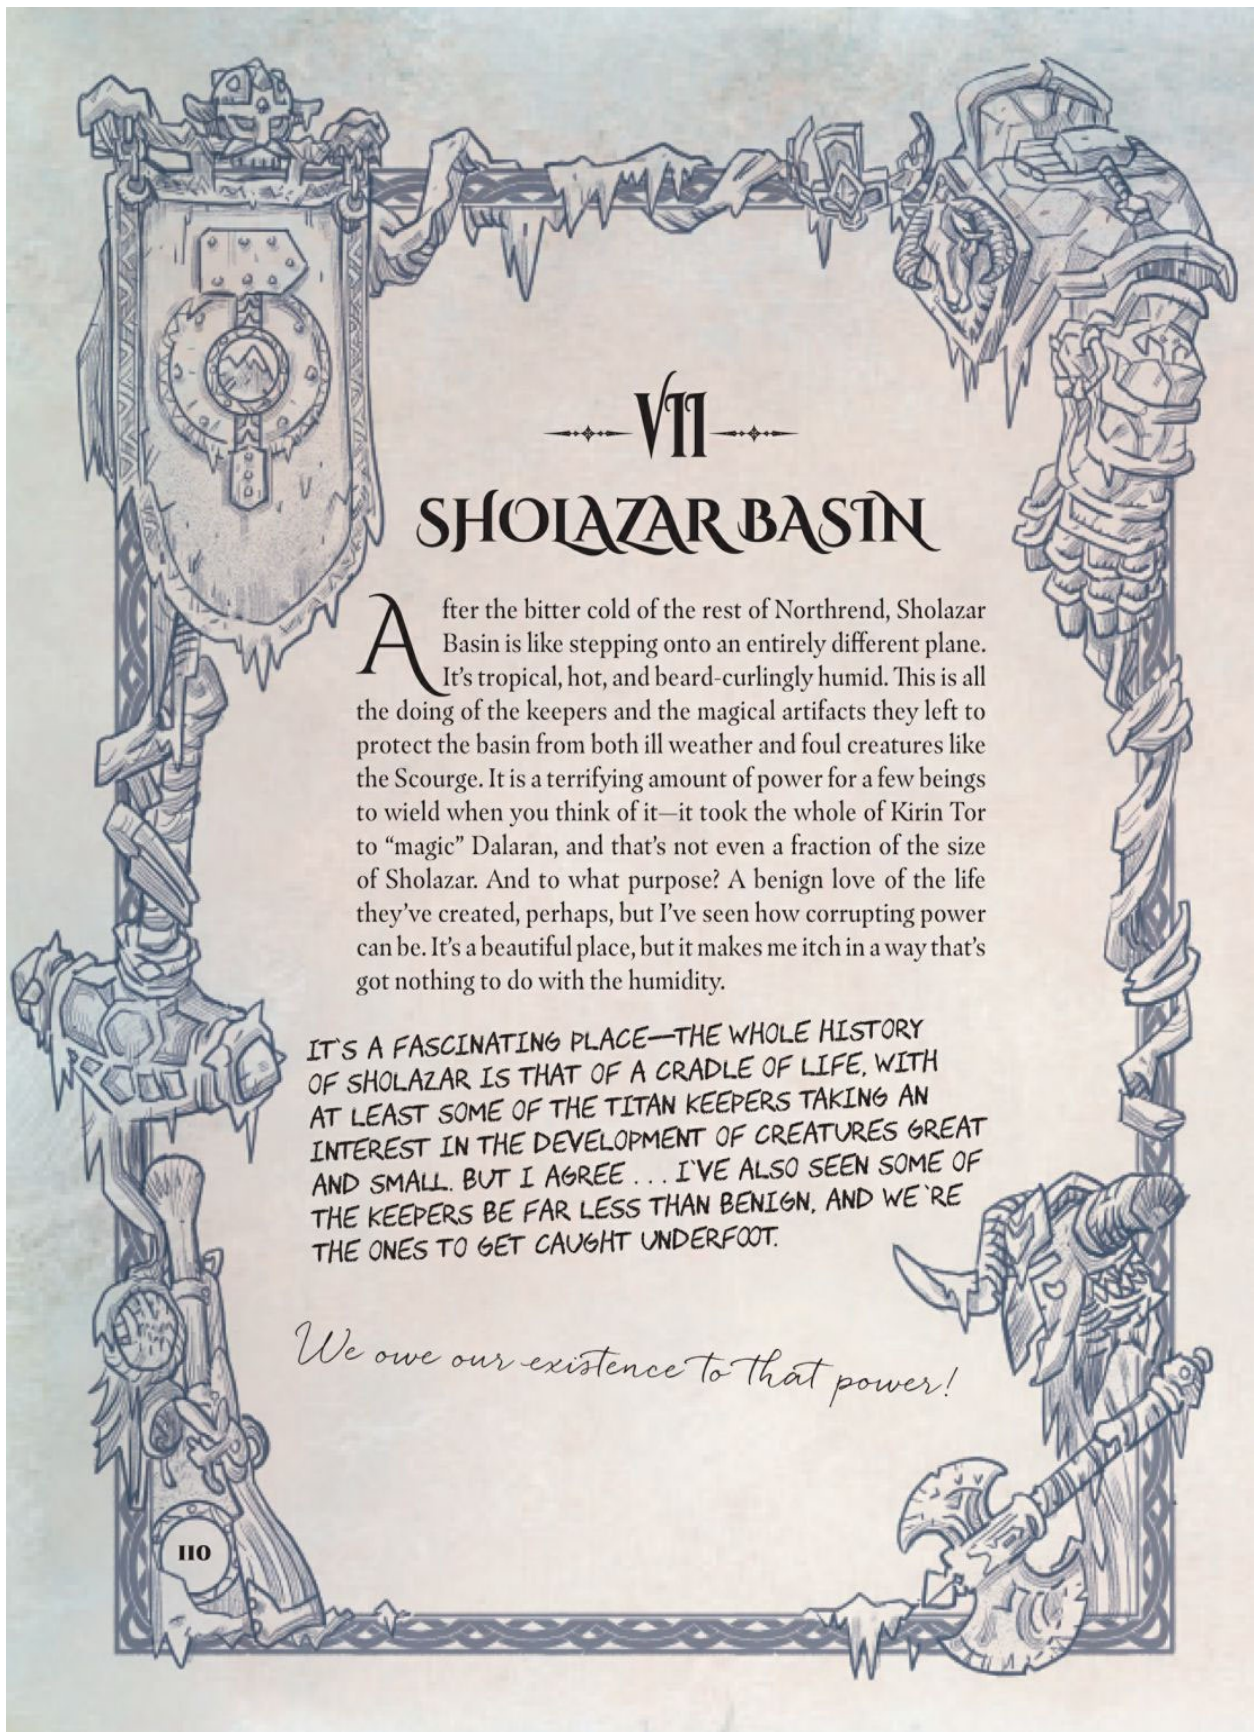 VII
SHOLAZAR BASIN
After the bitter cold of the rest of Northrend, Sholazar
Basin is like stepping onto an entirely different plane.
It's tropical, hot, and beard-curlingly humid. This is all
the doing of the keepers and the magical artifacts they left to
protect the basin from both ill weather and foul creatures like
the Scourge. It is a terrifying amount of power for a few beings
to wield when you think of it—it took the whole of Kirin Tor
to “magic” Dalaran, and that's not even a fraction of the size
of Sholazar. And to what purpose? A benign love of the life
they've created, perhaps, but I've seen how corrupting power
can be. It's a beautiful place, but it makes me itch in a way that's
got nothing to do with the humidity.
IT'S A FASCINATING PLACE—THE WHOLE HISTORY
OF SHOLAZAR IS THAT OF A CRADLE OF LIFE, WITH
AT LEAST SOME OF THE TITAN KEEPERS TAKING AN
INTEREST IN THE DEVELOPMENT OF CREATURES GREAT
AND SMALL. BUT I AGREE . . . I'VE ALSO SEEN SOME OF
THE KEEPERS BE FAR LESS THAN BENIGN, AND WE'RE
THE ONES TO GET CAUGHT UNDERFOOT.
We owe our existence to that power!
110